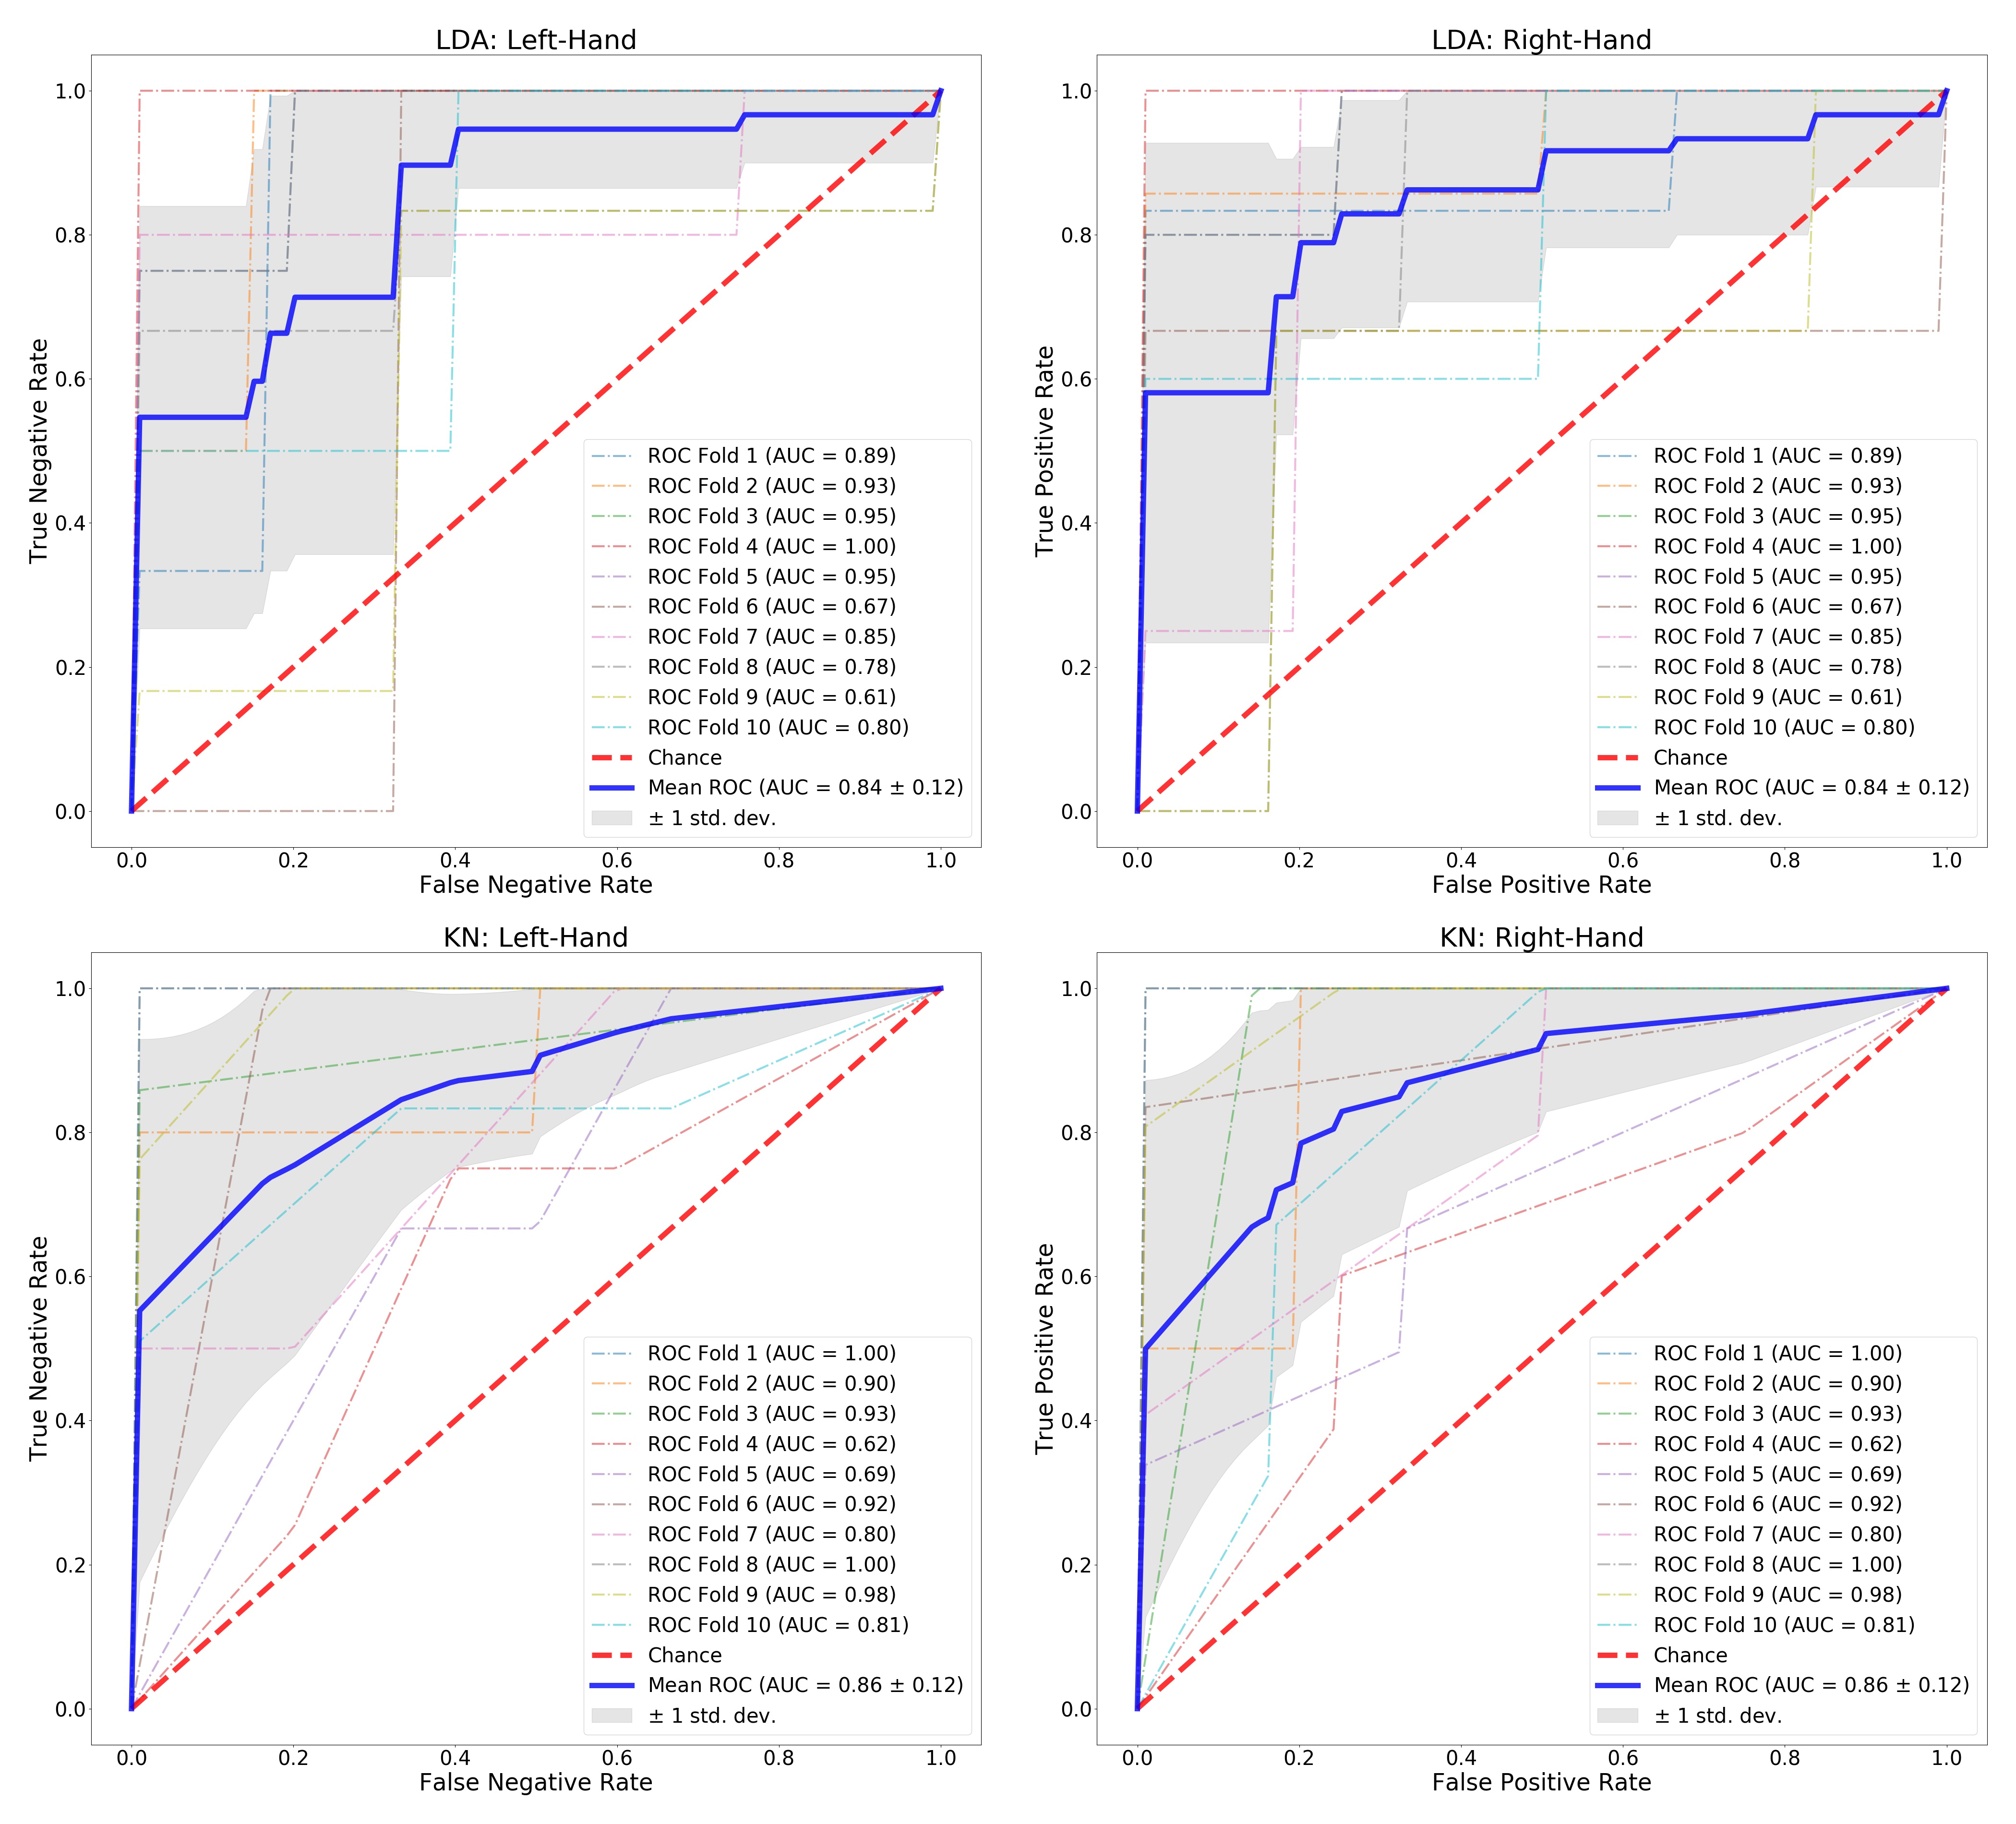 LDA: Left-Hand
True Negative Rate
1.0
0.8
0.6
0.4
0.2
0.0
ROC Fold 1 (AUC = 0.89)
ROC Fold 2 (AUC = 0.93)
ROC Fold 3 (AUC = 0.95)
ROC Fold 4 (AUC = 1.00)
ROC Fold 5 (AUC = 0.95)
ROC Fold 6 (AUC = 0.67)
ROC Fold 7 (AUC = 0.85)
ROC Fold 8 (AUC = 0.78)
ROC Fold 9 (AUC = 0.61)
ROC Fold 10 (AUC = 0.80)
Chance
Mean ROC (AUC = 0.84 ± 0.12)
± 1 std. dev.
0.0 0.2 0.4 0.6 0.8 1.0
False Negative Rate
LDA: Right-Hand
True Positive Rate
1.0
0.8
0.6
0.4
0.2
0.0
ROC Fold 1 (AUC = 0.89)
ROC Fold 2 (AUC = 0.93)
ROC Fold 3 (AUC = 0.95)
ROC Fold 4 (AUC = 1.00)
ROC Fold 5 (AUC = 0.95)
ROC Fold 6 (AUC = 0.67)
ROC Fold 7 (AUC = 0.85)
ROC Fold 8 (AUC = 0.78)
ROC Fold 9 (AUC = 0.61)
ROC Fold 10 (AUC = 0.80)
Chance
Mean ROC (AUC = 0.84 ± 0.12)
± 1 std. dev.
0.0 0.2 0.4 0.6 0.8 1.0
False Positive Rate
KN: Left-Hand
True Negative Rate
1.0
0.8
0.6
0.4
0.2
0.0
ROC Fold 1 (AUC = 1.00)
ROC Fold 2 (AUC = 0.90)
ROC Fold 3 (AUC = 0.93)
ROC Fold 4 (AUC = 0.62)
ROC Fold 5 (AUC = 0.69)
ROC Fold 6 (AUC = 0.92)
ROC Fold 7 (AUC = 0.80)
ROC Fold 8 (AUC = 1.00)
ROC Fold 9 (AUC = 0.98)
ROC Fold 10 (AUC = 0.81)
Chance
Mean ROC (AUC = 0.86 ± 0.12)
± 1 std. dev.
0.0 0.2 0.4 0.6 0.8 1.0
False Negative Rate
KN: Right-Hand
True Positive Rate
1.0
0.8
0.6
0.4
0.2
0.0
ROC Fold 1 (AUC = 1.00)
ROC Fold 2 (AUC = 0.90)
ROC Fold 3 (AUC = 0.93)
ROC Fold 4 (AUC = 0.62)
ROC Fold 5 (AUC = 0.69)
ROC Fold 6 (AUC = 0.92)
ROC Fold 7 (AUC = 0.80)
ROC Fold 8 (AUC = 1.00)
ROC Fold 9 (AUC = 0.98)
ROC Fold 10 (AUC = 0.81)
Chance
Mean ROC (AUC = 0.86 ± 0.12)
± 1 std. dev.
0.0 0.2 0.4 0.6 0.8 1.0
False Positive Rate